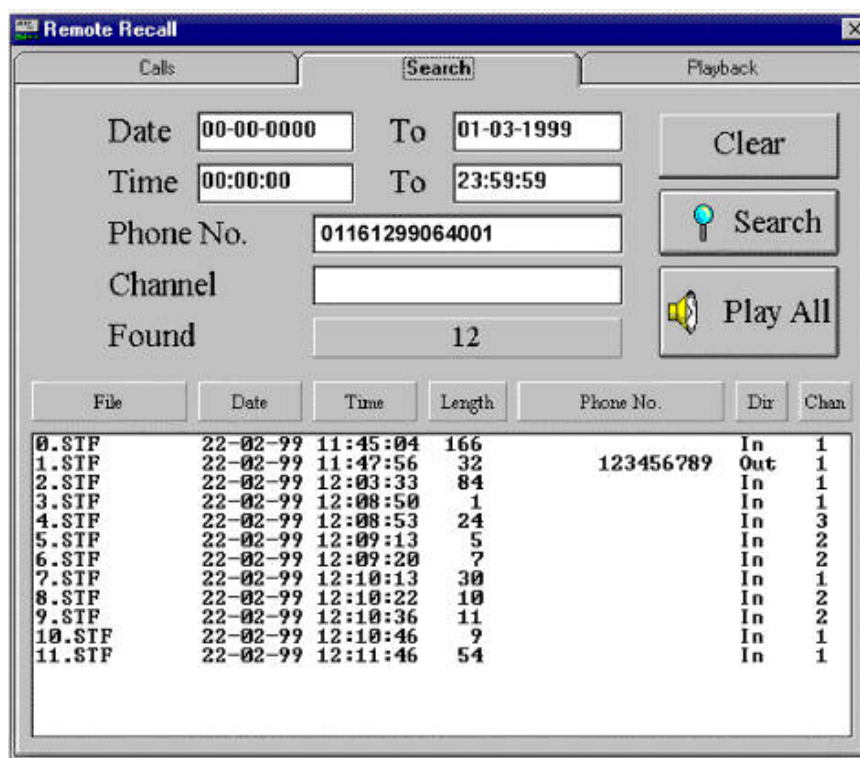 Remote Recall
Calls Search Playback
Date 00-00-0000 To 01-03-1999 Clear
Time 00:00:00 To 23:59:59
Phone No. 01161299064001 Search
Channel
Found 12 Play All
File Date Time Length Phone No. Dir Chan
0.STF 22-02-99 11:45:04 166 In 1
1.STF 22-02-99 11:47:56 32 123456789 Out 1
2.STF 22-02-99 12:03:33 84 In 1
3.STF 22-02-99 12:08:50 1 In 1
4.STF 22-02-99 12:08:53 24 In 3
5.STF 22-02-99 12:09:13 5 In 2
6.STF 22-02-99 12:09:20 7 In 2
7.STF 22-02-99 12:10:13 30 In 1
8.STF 22-02-99 12:10:22 10 In 2
9.STF 22-02-99 12:10:36 11 In 2
10.STF 22-02-99 12:10:46 9 In 1
11.STF 22-02-99 12:11:46 54 In 1